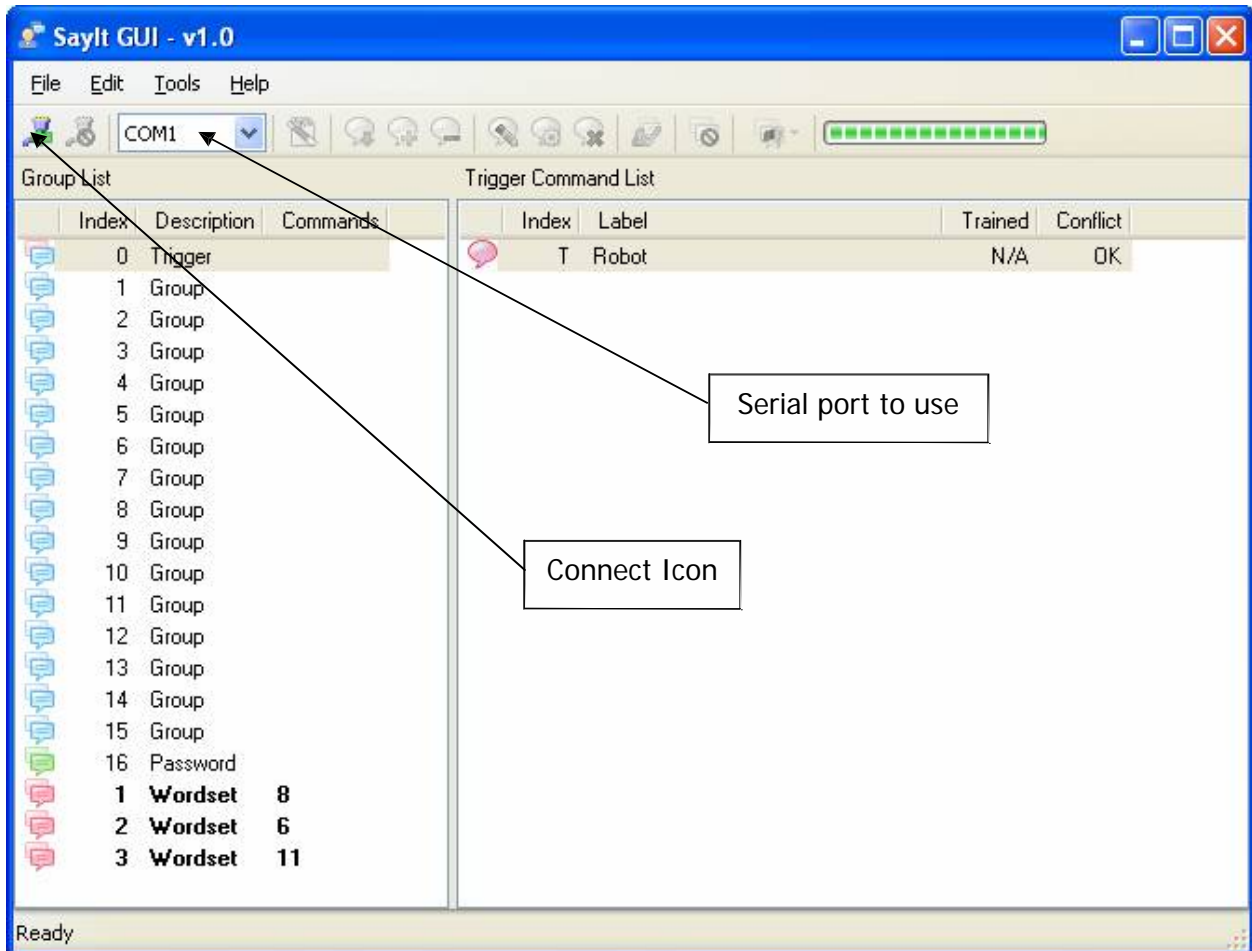 SayIt GUI - v1.0
File Edit Tools Help
COM1
Group List
Index Description Commands
0 Trigger
1 Group
2 Group
3 Group
4 Group
5 Group
6 Group
7 Group
8 Group
9 Group
10 Group
11 Group
12 Group
13 Group
14 Group
15 Group
16 Password
1 Wordset 8
2 Wordset 6
3 Wordset 11
Trigger Command List
Index Label Trained Conflict
T Robot N/A OK
Serial port to use
Connect Icon
Ready